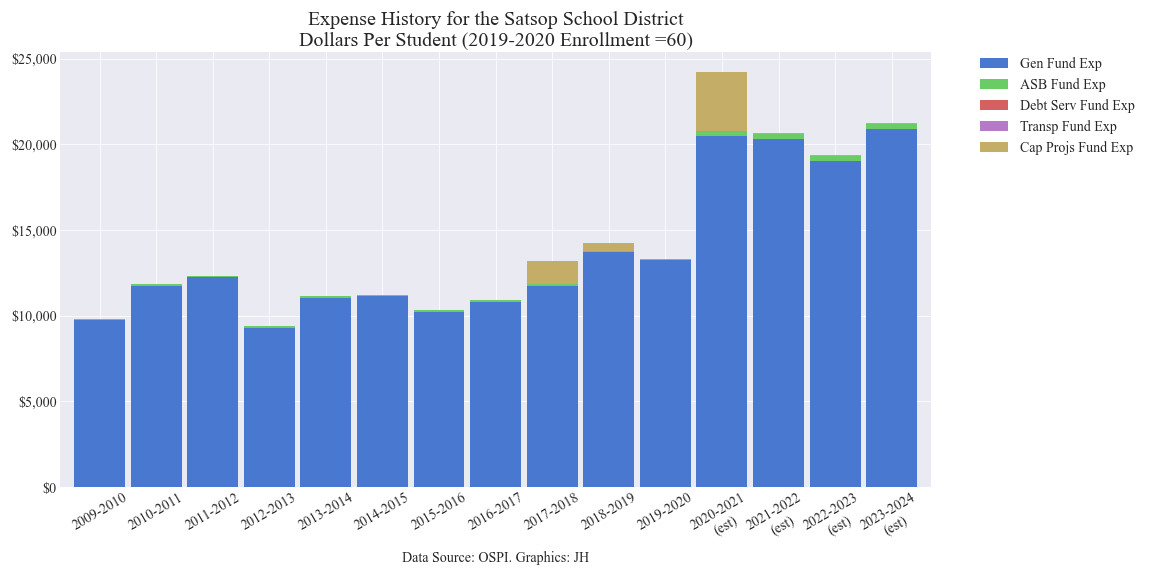 Expense History for the Satsop School District
Dollars Per Student (2019-2020 Enrollment =60)
$25,000
$20,000
$15,000
$10,000
$5,000
$0
2009-2010
2010-2011
2011-2012
2012-2013
2013-2014
2014-2015
2015-2016
2016-2017
2017-2018
2018-2019
2019-2020
2020-2021
(est)
2021-2022
(est)
2022-2023
(est)
2023-2024
(est)
Data Source: OSPI. Graphics: JH
Gen Fund Exp
ASB Fund Exp
Debt Serv Fund Exp
Transp Fund Exp
Cap Projs Fund Exp